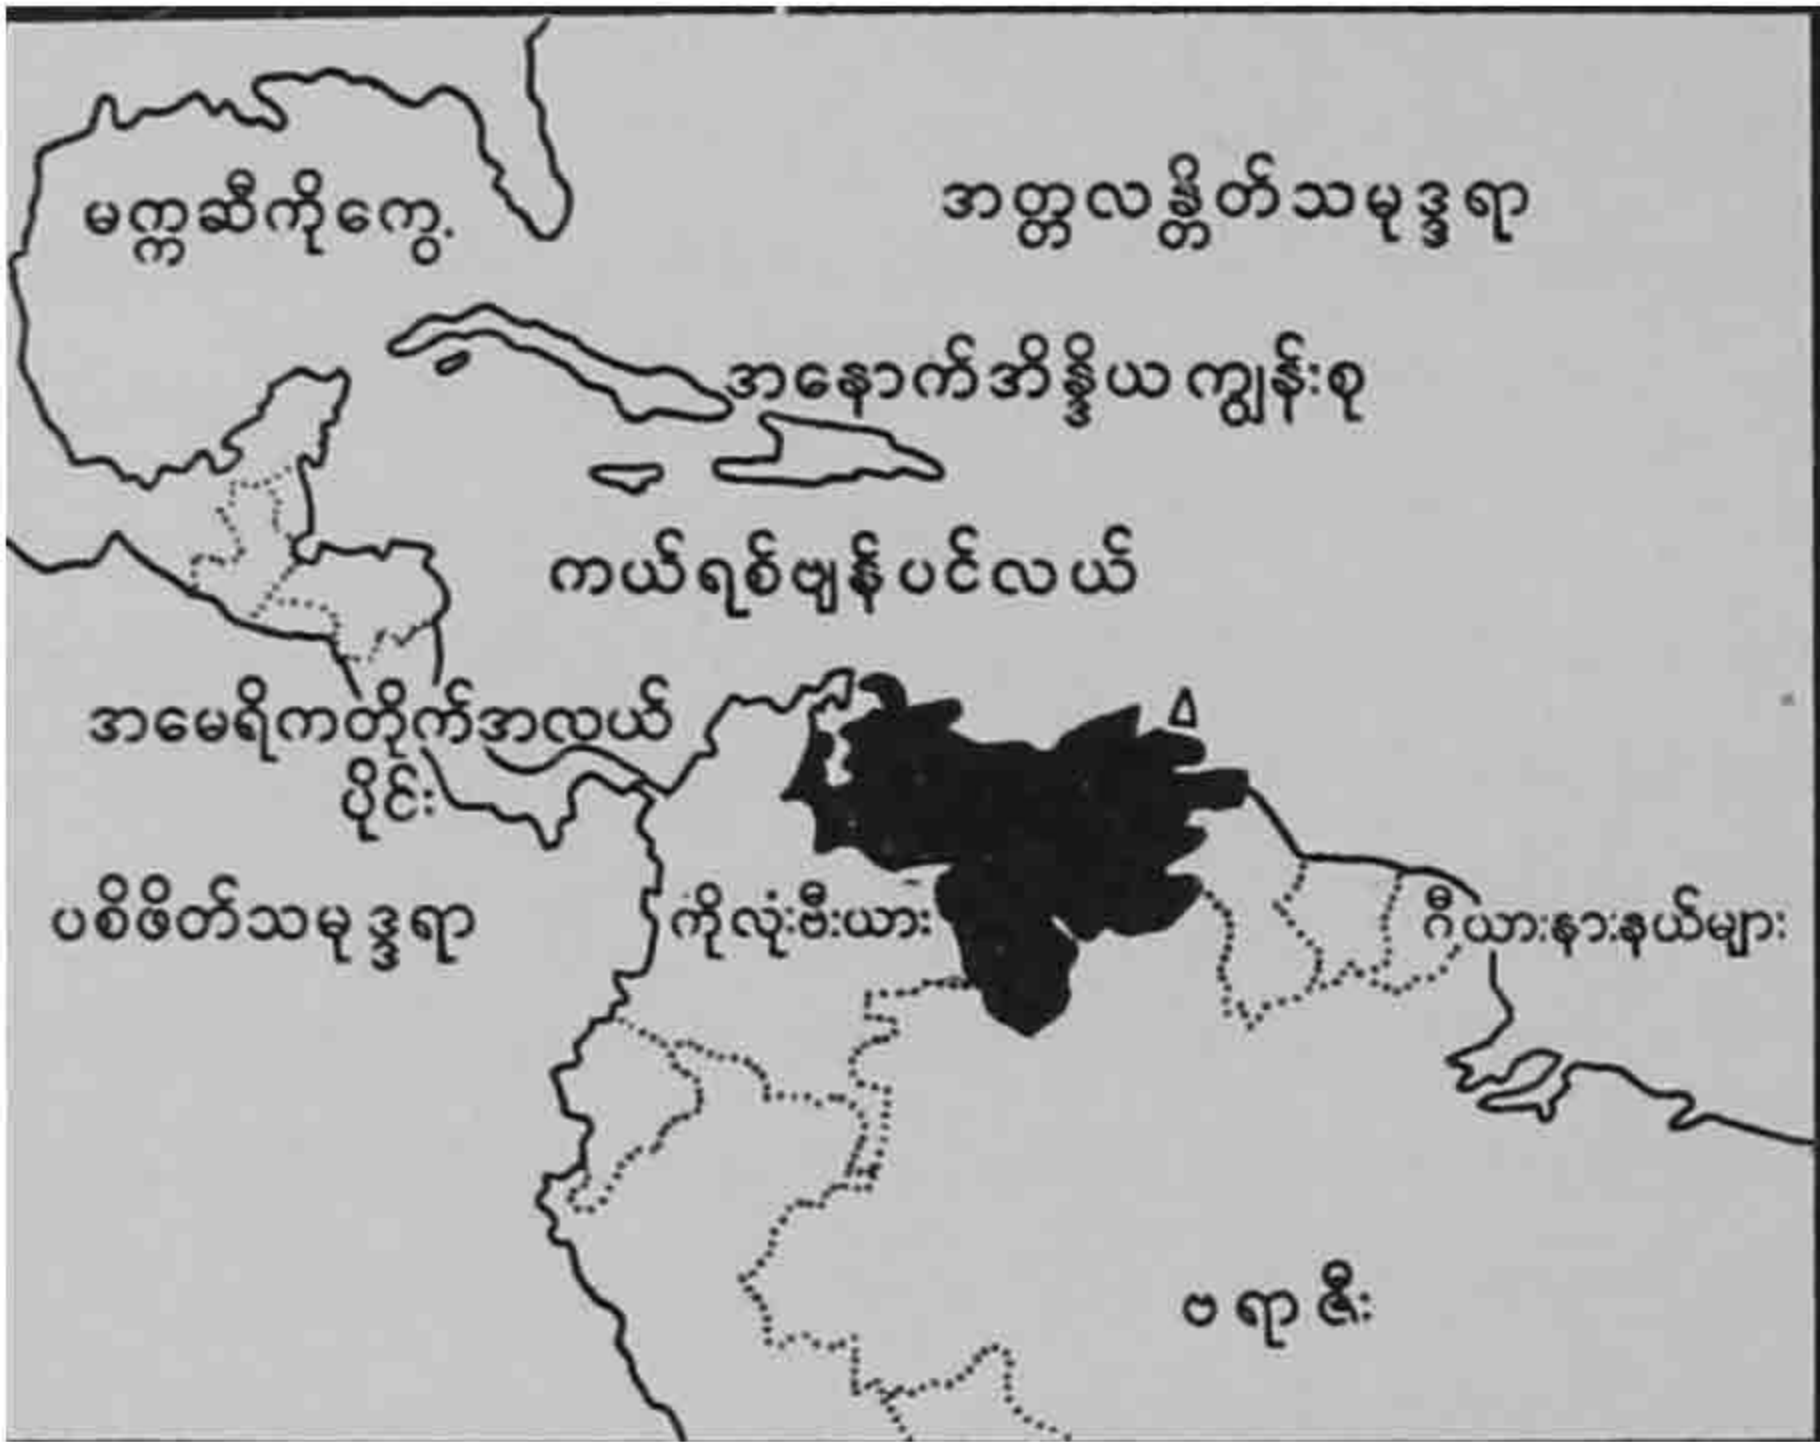 မက္ကဆီကိုကွေ့
အတ္တလန္တိတ်သမုဒ္ဒရာ
အနောက်အိန္ဒိယကျွန်းစု
ကယ်ရစ်ဗျန်ပင်လယ်
အမေရိကတိုက်အလယ်
ပိုင်း
ပစိဖိတ်သမုဒ္ဒရာ
ကိုလုံးဗီးယား
ဂီယားနားနယ်များ
ဗရာဇီး